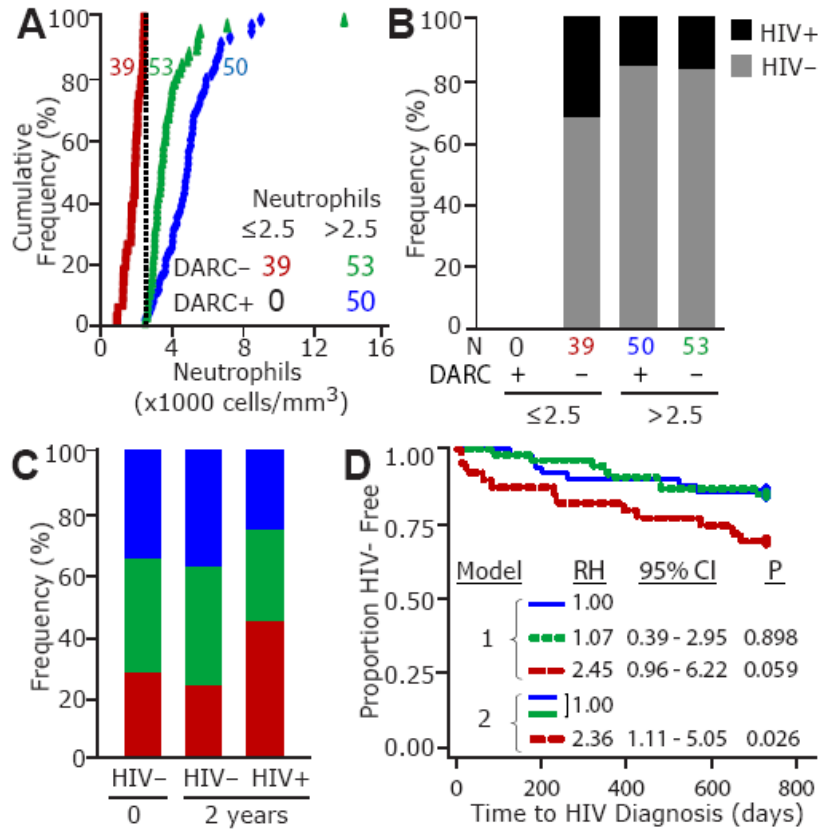 A
100
80
60
40
20
0
Cumulative
Frequency (%)
39 53 50
Neutrophils
≤2.5 >2.5
DARC− 39 53
DARC+ 0 50
0 4 8 12 16
Neutrophils
(x1000 cells/mm³)
B
100
80
60
40
20
0
Frequency (%)
HIV+
HIV−
N 0 39 50 53
DARC + − + −
≤2.5 >2.5
C
100
80
60
40
20
0
Frequency (%)
HIV− HIV− HIV+
0 2 years
D
1.00
0.75
0.50
0.25
0.00
Proportion HIV- Free
Model RH 95% CI P
1.00
1 1.07 0.39 - 2.95 0.898
2.45 0.96 - 6.22 0.059
2 ]1.00
2.36 1.11 - 5.05 0.026
0 200 400 600 800
Time to HIV Diagnosis (days)